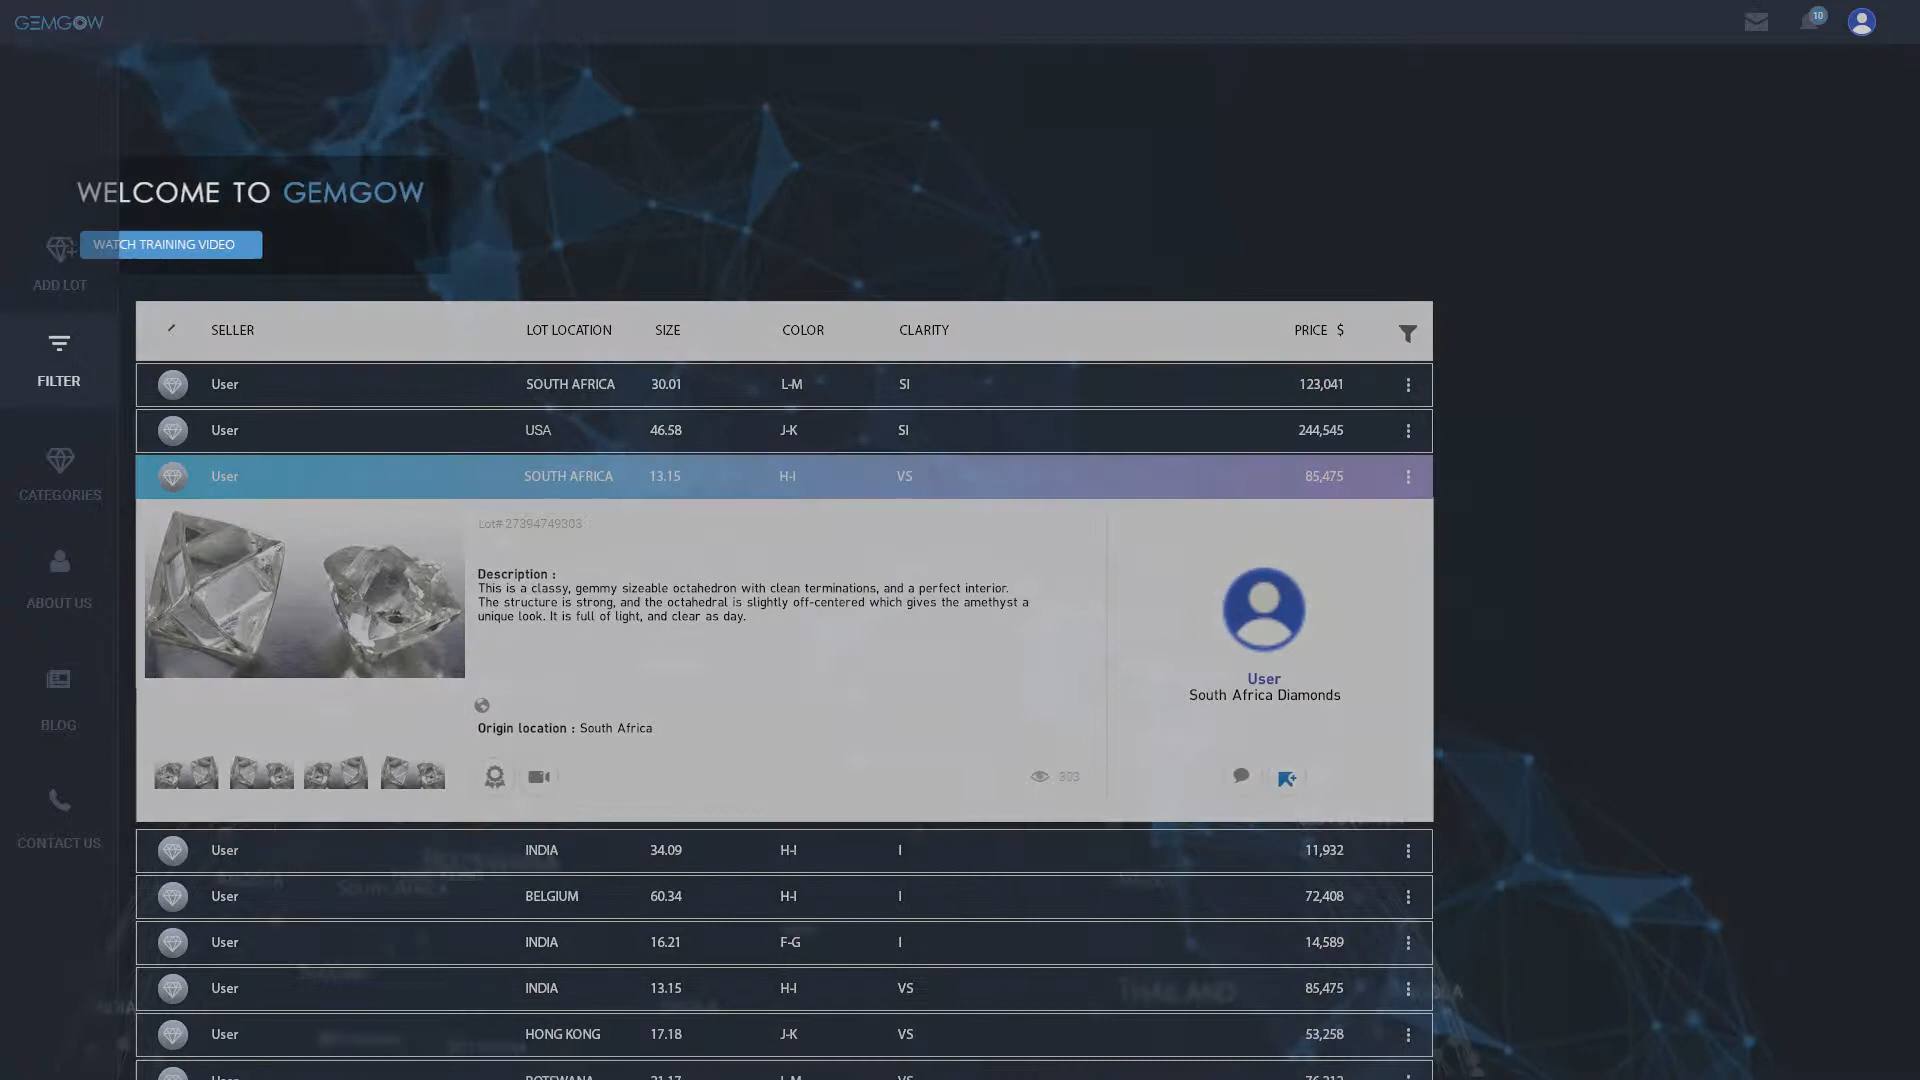 GEMGOW
10
WELCOME TO GEMGOW
WATCH TRAINING VIDEO
ADD LOT
FILTER
CATEGORIES
ABOUT US
BLOG
CONTACT US
SELLER LOT LOCATION SIZE COLOR CLARITY PRICE $
User SOUTH AFRICA 30.01 L-M SI 123,041
User USA 46.58 J-K SI 244,545
User SOUTH AFRICA 13.15 H-I VS 85,475
Lot# 27394749303
Description :
This is a classy, gemmy sizeable octahedron with clean terminations, and a perfect interior.
The structure is strong, and the octahedral is slightly off-centered which gives the amethyst a
unique look. It is full of light, and clear as day.
Origin location : South Africa
303
User
South Africa Diamonds
User INDIA 34.09 H-I I 11,932
User BELGIUM 60.34 H-I I 72,408
User INDIA 16.21 F-G I 14,589
User INDIA 13.15 H-I VS 85,475
User HONG KONG 17.18 J-K VS 53,258
THAILAND